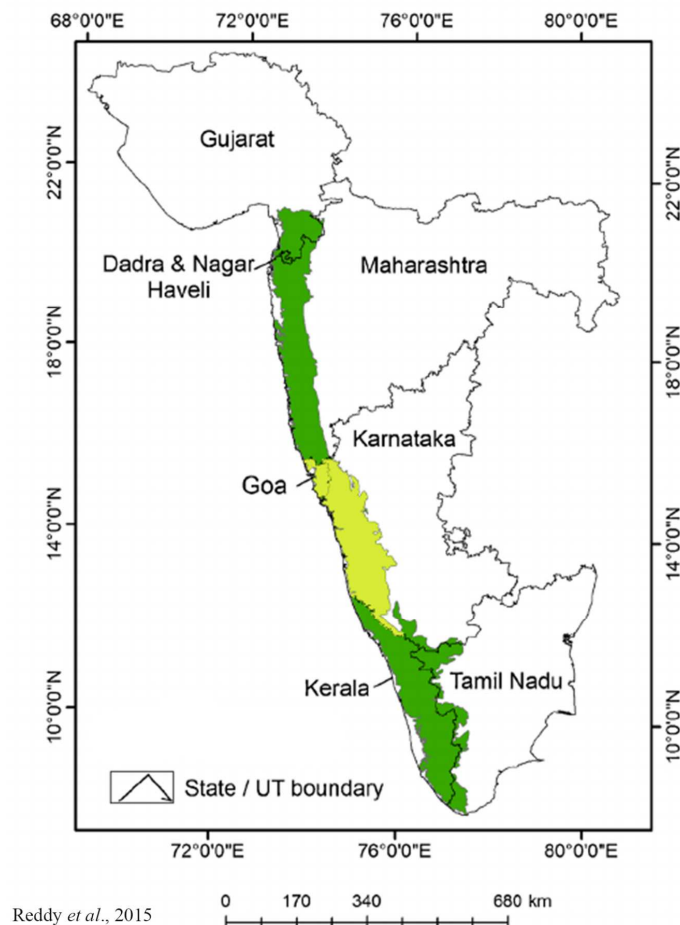 68°0'0"E 72°0'0"E 76°0'0"E 80°0'0"E
Gujarat
22°0'0"N
22°0'0"N
Dadra & Nagar
Haveli
Maharashtra
18°0'0"N
18°0'0"N
Karnataka
Goa
14°0'0"N
14°0'0"N
Kerala
Tamil Nadu
10°0'0"N
10°0'0"N
State / UT boundary
72°0'0"E 76°0'0"E 80°0'0"E
0 170 340 680 km
Reddy et al., 2015